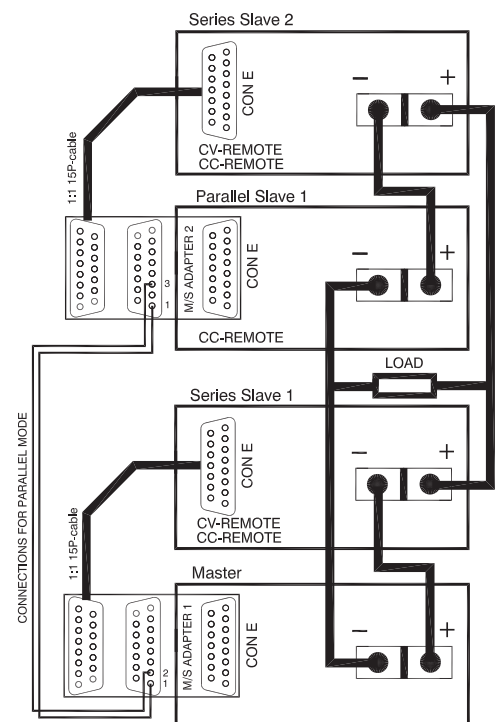 Series Slave 2
− +
CON E
1:1 15P-cable
CV-REMOTE
CC-REMOTE
Parallel Slave 1
− +
3
1
M/S ADAPTER 2
CON E
CC-REMOTE
LOAD
CONNECTIONS FOR PARALLEL MODE
Series Slave 1
− +
CON E
1:1 15P-cable
CV-REMOTE
CC-REMOTE
Master
− +
2
1
M/S ADAPTER 1
CON E